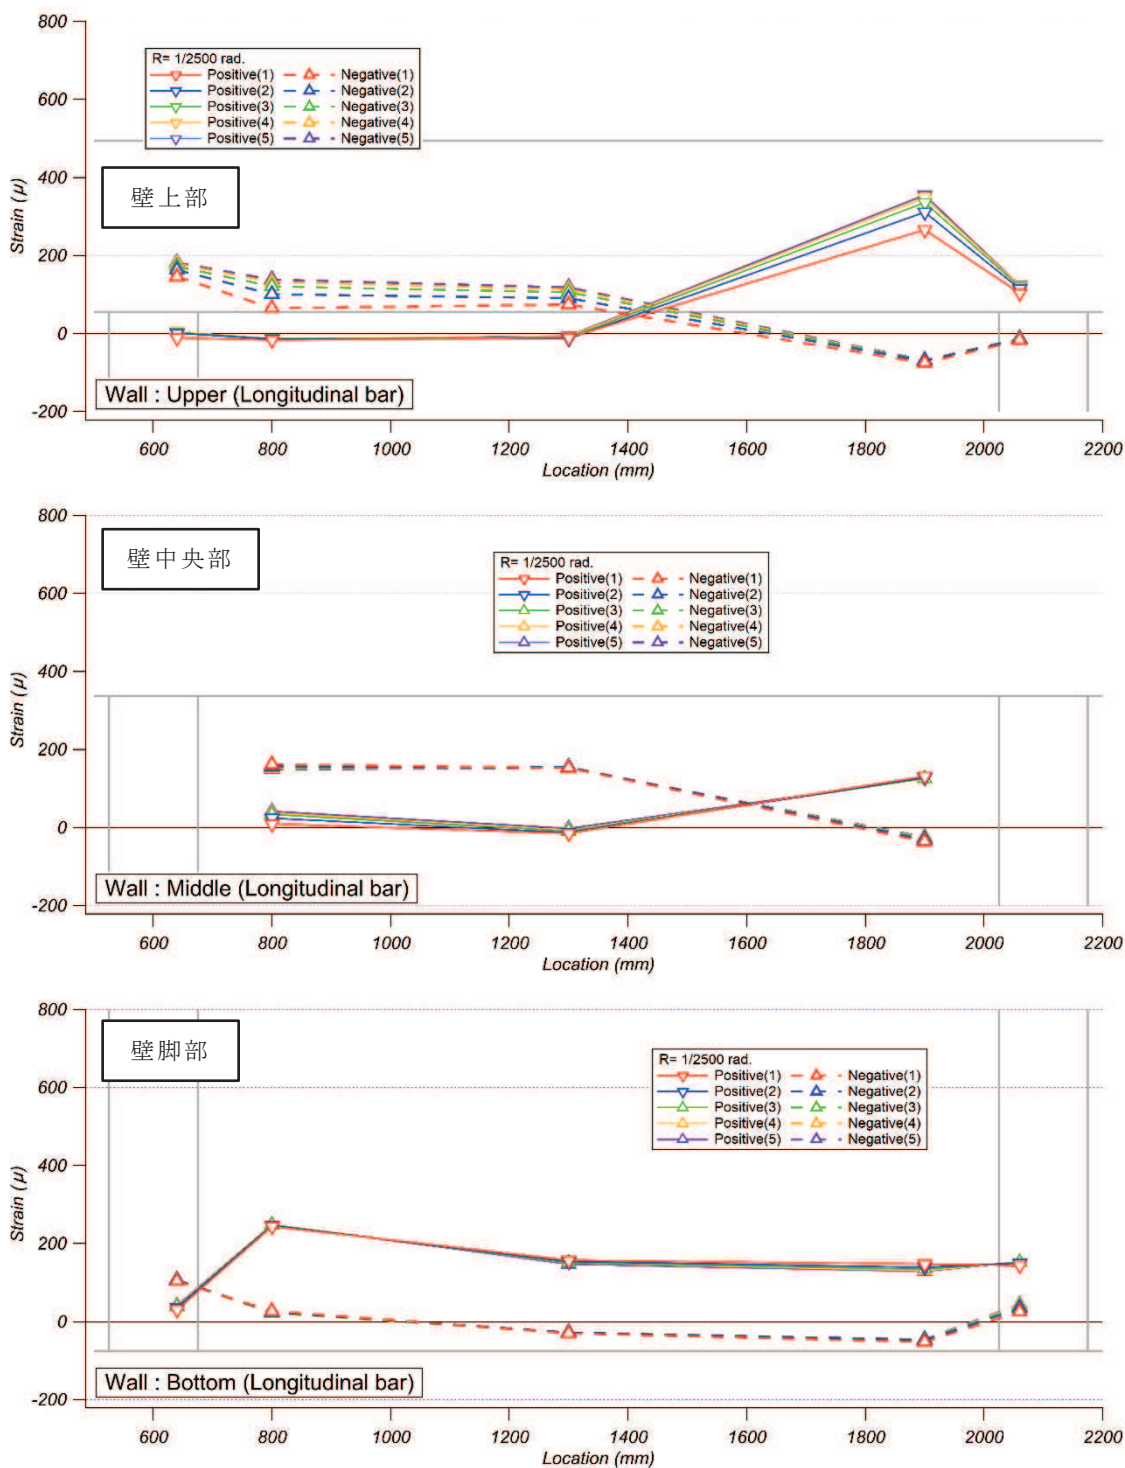 800
600
400
200
0
-200
Strain (μ)
R= 1/2500 rad.
Positive(1) Negative(1)
Positive(2) Negative(2)
Positive(3) Negative(3)
Positive(4) Negative(4)
Positive(5) Negative(5)
壁上部
Wall : Upper (Longitudinal bar)
600 800 1000 1200 1400 1600 1800 2000 2200
Location (mm)
800
600
400
200
0
-200
Strain (μ)
壁中央部
R= 1/2500 rad.
Positive(1) Negative(1)
Positive(2) Negative(2)
Positive(3) Negative(3)
Positive(4) Negative(4)
Positive(5) Negative(5)
Wall : Middle (Longitudinal bar)
600 800 1000 1200 1400 1600 1800 2000 2200
Location (mm)
800
600
400
200
0
-200
Strain (μ)
壁脚部
R= 1/2500 rad.
Positive(1) Negative(1)
Positive(2) Negative(2)
Positive(3) Negative(3)
Positive(4) Negative(4)
Positive(5) Negative(5)
Wall : Bottom (Longitudinal bar)
600 800 1000 1200 1400 1600 1800 2000 2200
Location (mm)